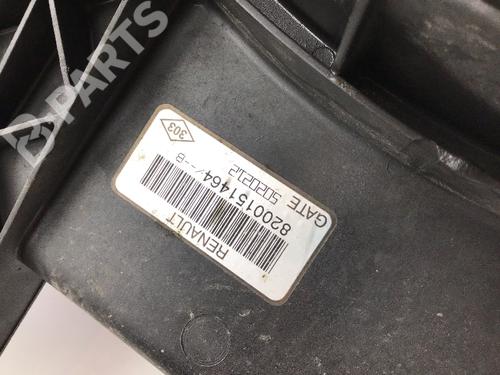 RENAULT
8200151464/--B
GATE 5020212
303
B-PARTS